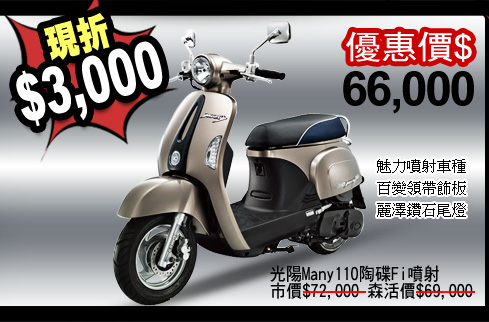 現折
$3,000
優惠價$
66,000
魅力噴射車種
百變領帶飾板
麗澤鑽石尾燈
光陽Many110陶碟Fi噴射
市價$72,000 森活價$69,000